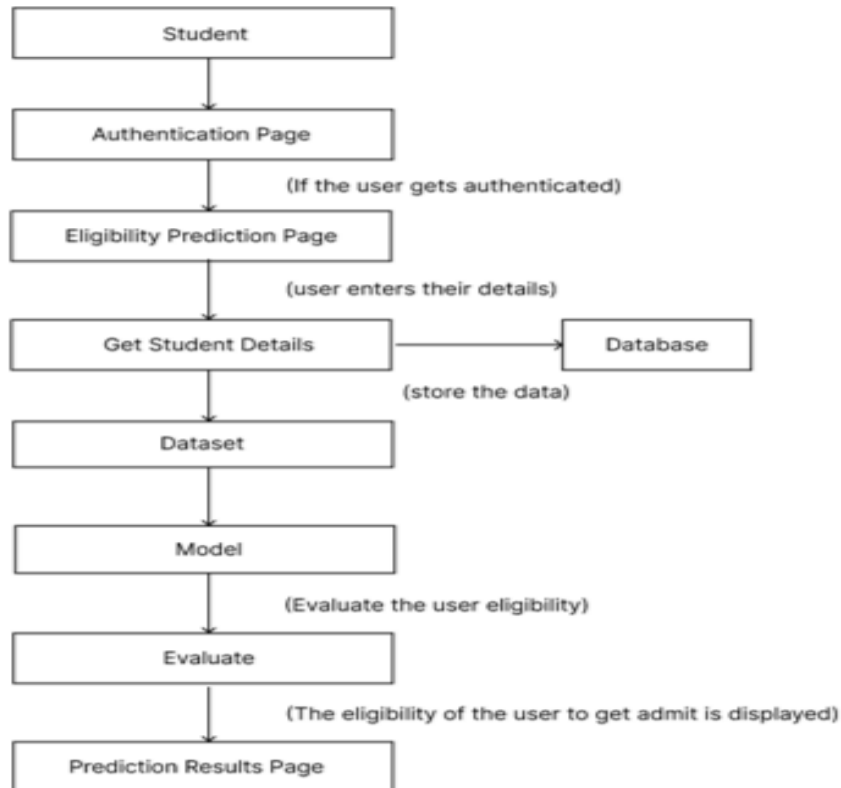 Student
Authentication Page
(If the user gets authenticated)
Eligibility Prediction Page
(user enters their details)
Get Student Details
Database
(store the data)
Dataset
Model
(Evaluate the user eligibility)
Evaluate
(The eligibility of the user to get admit is displayed)
Prediction Results Page